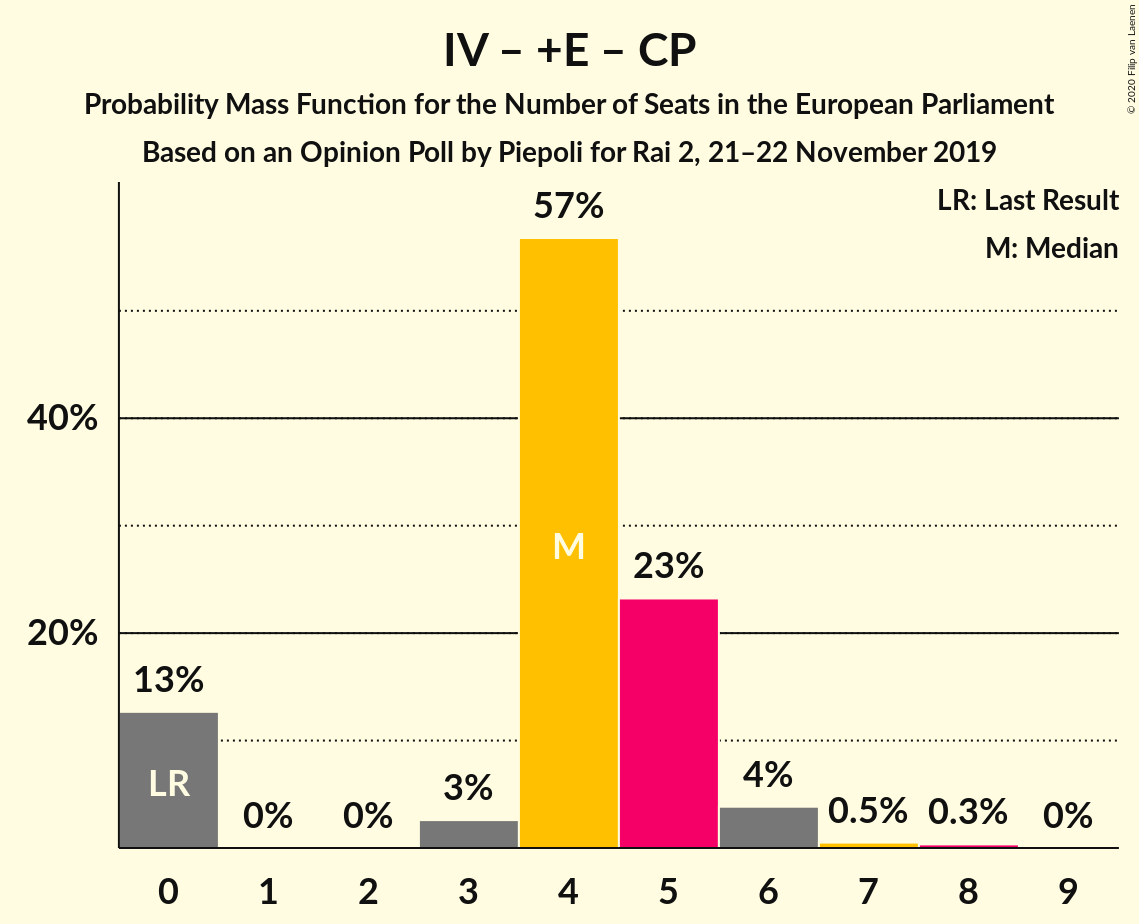 IV – +E – CP
Probability Mass Function for the Number of Seats in the European Parliament
Based on an Opinion Poll by Piepoli for Rai 2, 21–22 November 2019
© 2020 Filip van Laenen
LR: Last Result
M: Median
57%
40%
M
23%
20%
13%
LR
0%
0%
3%
4%
0.5%
0.3%
0%
0 1 2 3 4 5 6 7 8 9